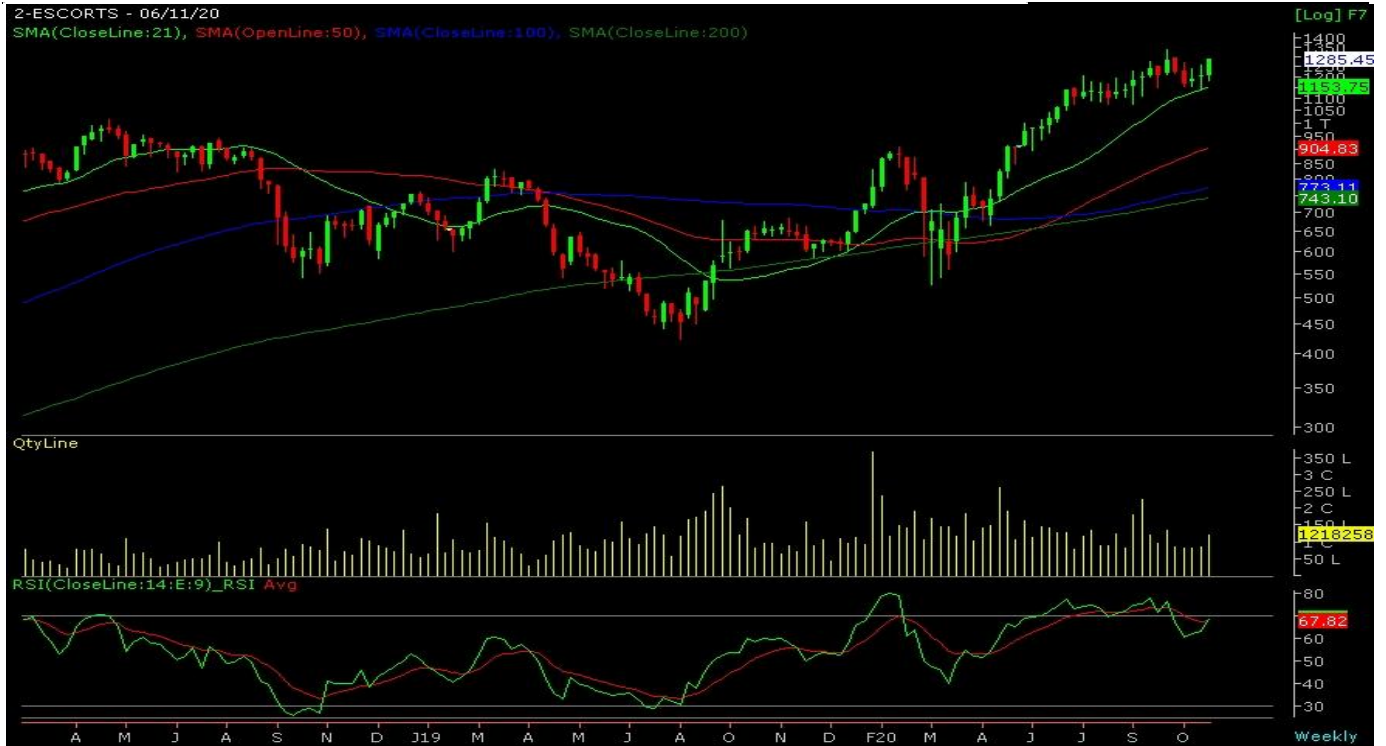 2-ESCORTS - 06/11/20
[Log] F7
SMA(CloseLine:21), SMA(OpenLine:50), SMA(CloseLine:100), SMA(CloseLine:200)
1400
1285.45
1153.75
1100
1050
1 T
950
904.83
850
773.11
743.10
700
650
600
550
500
450
400
350
300
QtyLine
350 L
3 C
250 L
2 C
1218258
50 L
RSI(CloseLine:14:E:9)_RSI Avg
80
67.82
60
50
40
30
A M J A S N D J19 M A M J A O N D F20 M A J J S O
Weekly